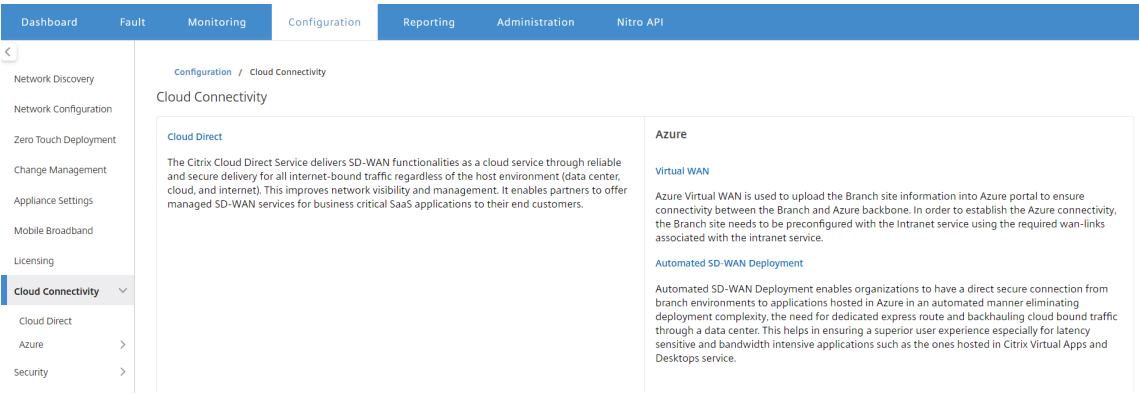 Dashboard Fault Monitoring Configuration Reporting Administration Nitro API
Network Discovery
Network Configuration
Zero Touch Deployment
Change Management
Appliance Settings
Mobile Broadband
Licensing
Cloud Connectivity
Cloud Direct
Azure
Security
Configuration / Cloud Connectivity
Cloud Connectivity
Cloud Direct
The Citrix Cloud Direct Service delivers SD-WAN functionalities as a cloud service through reliable
and secure delivery for all internet-bound traffic regardless of the host environment (data center,
cloud, and internet). This improves network visibility and management. It enables partners to offer
managed SD-WAN services for business critical SaaS applications to their end customers.
Azure
Virtual WAN
Azure Virtual WAN is used to upload the Branch site information into Azure portal to ensure
connectivity between the Branch and Azure backbone. In order to establish the Azure connectivity,
the Branch site needs to be preconfigured with the Intranet service using the required wan-links
associated with the intranet service.
Automated SD-WAN Deployment
Automated SD-WAN Deployment enables organizations to have a direct secure connection from
branch environments to applications hosted in Azure in an automated manner eliminating
deployment complexity, the need for dedicated express route and backhauling cloud bound traffic
through a data center. This helps in ensuring a superior user experience especially for latency
sensitive and bandwidth intensive applications such as the ones hosted in Citrix Virtual Apps and
Desktops service.